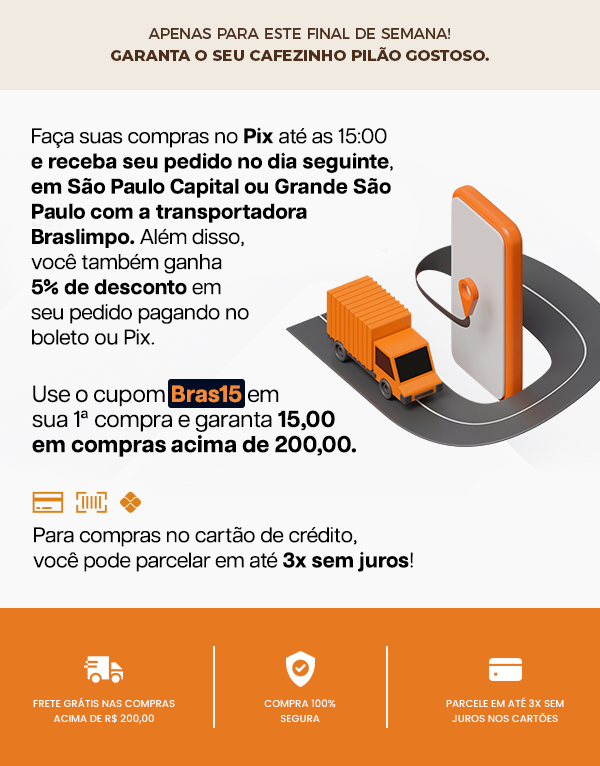 APENAS PARA ESTE FINAL DE SEMANA!
GARANTA O SEU CAFEZINHO PILÃO GOSTOSO.
Faça suas compras no Pix até as 15:00
e receba seu pedido no dia seguinte,
em São Paulo Capital ou Grande São
Paulo com a transportadora
Braslimpo. Além disso,
você também ganha
5% de desconto em
seu pedido pagando no
boleto ou Pix.
Use o cupom Bras15 em
sua 1ª compra e garanta 15,00
em compras acima de 200,00.
Para compras no cartão de crédito,
você pode parcelar em até 3x sem juros!
FRETE GRÁTIS NAS COMPRAS
ACIMA DE R$ 200,00
COMPRA 100%
SEGURA
PARCELE EM ATÉ 3X SEM
JUROS NOS CARTÕES